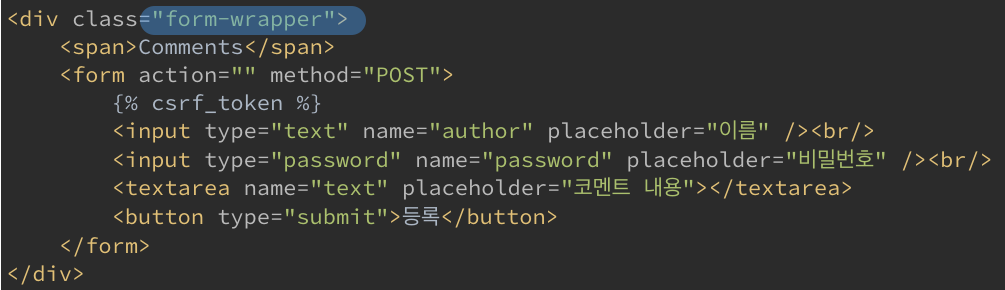 <div class="form-wrapper">
<span>Comments</span>
<form action="" method="POST">
{% csrf_token %}
<input type="text" name="author" placeholder="이름" /><br/>
<input type="password" name="password" placeholder="비밀번호" /><br/>
<textarea name="text" placeholder="코멘트 내용"></textarea>
<button type="submit">등록</button>
</form>
</div>